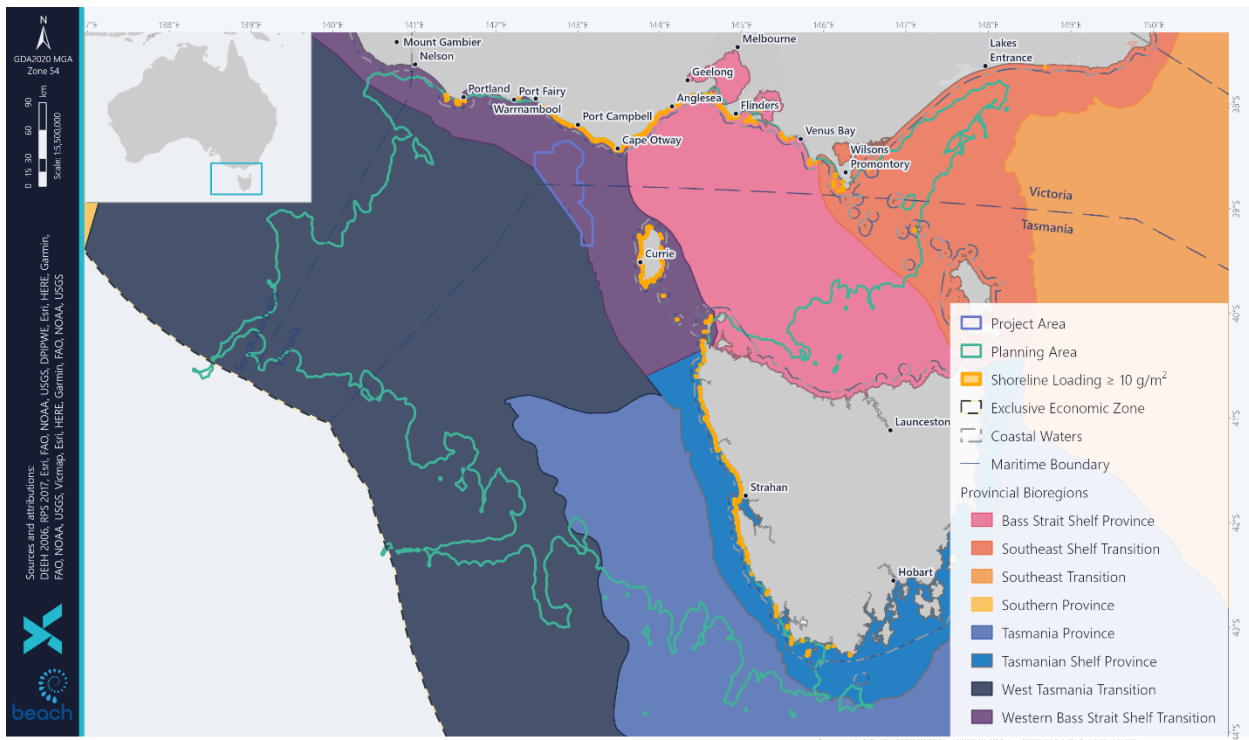 N
GDA2020 MGA
Zone 54
0 15 30 60 90
km
Scale: 1:5,500,000
Sources and attributions:
DEEH 2006, RPS 2017, Esri, FAO, NOAA, USGS, DPIPWE, Esri, HERE, Garmin,
FAO, NOAA, USGS, Vicmap, Esri, HERE, Garmin, FAO, NOAA, USGS
beach
7°E
138°E
139°E
140°E
141°E
142°E
143°E
144°E
145°E
146°E
147°E
148°E
149°E
150°E
38°S
39°S
40°S
41°S
42°S
43°S
44°S
Mount Gambier
Nelson
Portland
Port Fairy
Warrnambool
Port Campbell
Cape Otway
Anglesea
Geelong
Melbourne
Flinders
Venus Bay
Wilsons
Promontory
Lakes
Entrance
Victoria
Tasmania
Currie
Launceston
Strahan
Hobart
Project Area
Planning Area
Shoreline Loading ≥ 10 g/m²
Exclusive Economic Zone
Coastal Waters
Maritime Boundary
Provincial Bioregions
Bass Strait Shelf Province
Southeast Shelf Transition
Southeast Transition
Southern Province
Tasmania Province
Tasmanian Shelf Province
West Tasmania Transition
Western Bass Strait Shelf Transition